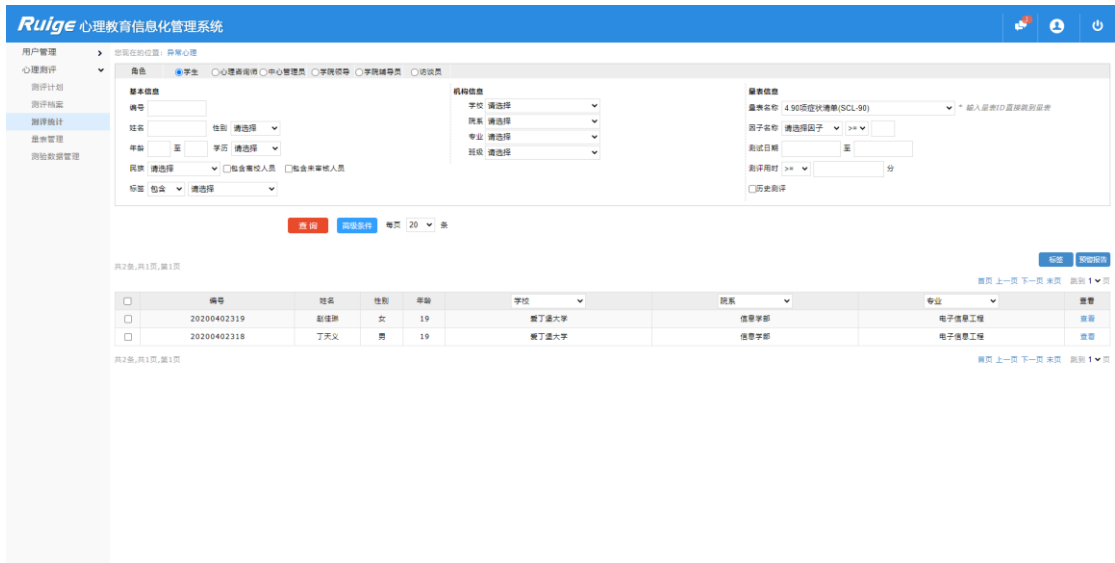 Ruige 心理教育信息化管理系统
用户管理
心理测评
测评计划
测评档案
测评统计
量表管理
测验数据管理
您现在的位置：异常心理
角色 学生 心理咨询师 中心管理员 学院领导 学院辅导员 访谈员
基本信息
编号
姓名 性别 请选择
年龄 至 学历 请选择
民族 请选择 包含离校人员 包含未审核人员
标签 包含 请选择
机构信息
学校 请选择
院系 请选择
专业 请选择
班级 请选择
量表信息
量表名称 4.90项症状清单(SCL-90) * 输入量表ID直接跳到量表
因子名称 请选择因子 >=
测试日期 至
测评用时 >= 分
历史测评
查询 高级条件 每页 20 条
标签 预警报告
共2条,共1页,第1页
首页 上一页 下一页 末页 跳到 1 页
编号 姓名 性别 年龄 学校 院系 专业 查看
20200402319 赵佳琳 女 19 爱丁堡大学 信息学部 电子信息工程 查看
20200402318 丁天义 男 19 爱丁堡大学 信息学部 电子信息工程 查看
共2条,共1页,第1页
首页 上一页 下一页 末页 跳到 1 页